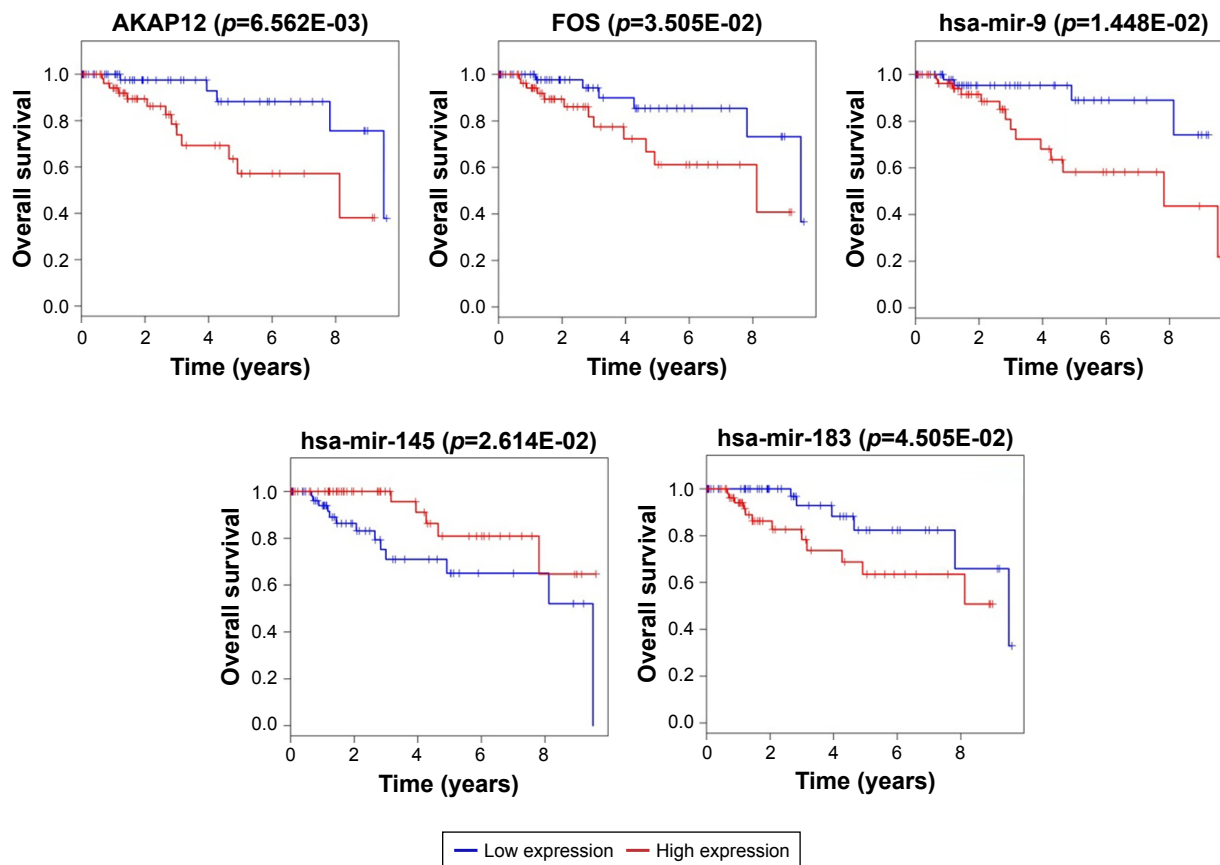 AKAP12 (p=6.562E-03)
1.0
0.8
0.6
0.4
0.2
0.0
Overall survival
0 2 4 6 8
Time (years)
FOS (p=3.505E-02)
1.0
0.8
0.6
0.4
0.2
0.0
Overall survival
0 2 4 6 8
Time (years)
hsa-mir-9 (p=1.448E-02)
1.0
0.8
0.6
0.4
0.2
0.0
Overall survival
0 2 4 6 8
Time (years)
hsa-mir-145 (p=2.614E-02)
1.0
0.8
0.6
0.4
0.2
0.0
Overall survival
0 2 4 6 8
Time (years)
hsa-mir-183 (p=4.505E-02)
1.0
0.8
0.6
0.4
0.2
0.0
Overall survival
0 2 4 6 8
Time (years)
Low expression High expression